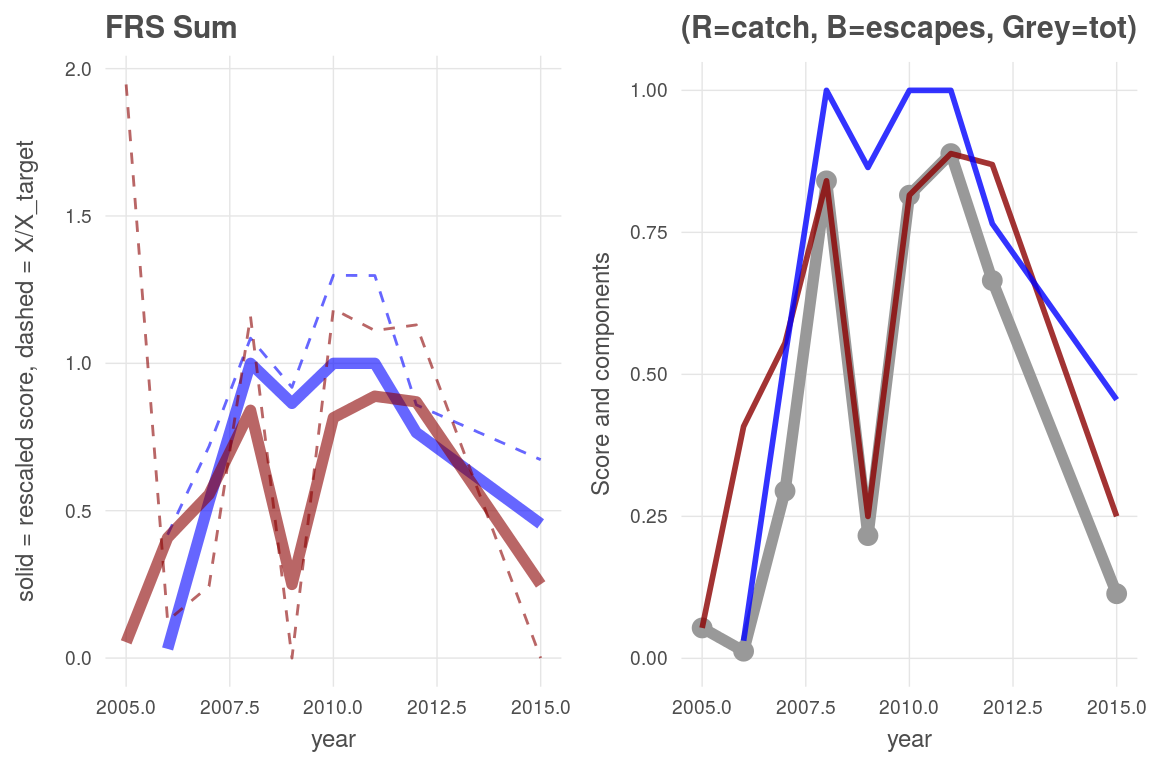 FRS Sum
solid = rescaled score, dashed = X/X_target
2.0
1.5
1.0
0.5
0.0
2005.0 2007.5 2010.0 2012.5 2015.0
year
(R=catch, B=escapes, Grey=tot)
Score and components
1.00
0.75
0.50
0.25
0.00
2005.0 2007.5 2010.0 2012.5 2015.0
year